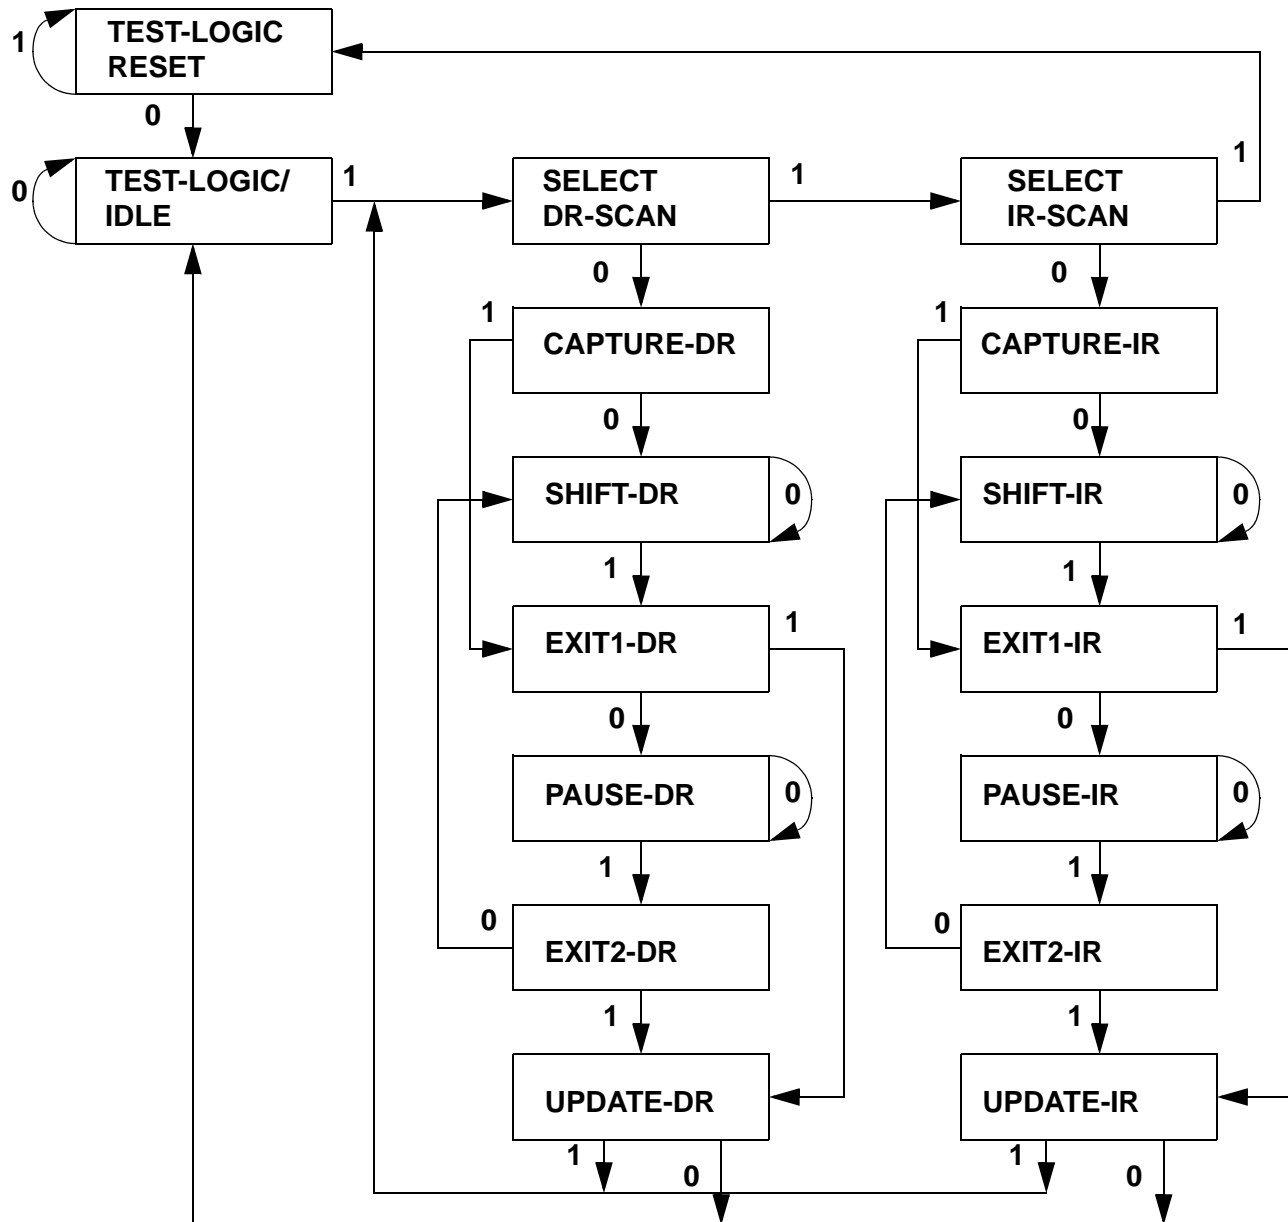 1
TEST-LOGIC
RESET
0
0
TEST-LOGIC/
IDLE
1
SELECT
DR-SCAN
1
SELECT
IR-SCAN
1
0
0
1
CAPTURE-DR
1
CAPTURE-IR
0
0
SHIFT-DR
0
SHIFT-IR
0
1
1
EXIT1-DR
1
EXIT1-IR
1
0
0
PAUSE-DR
0
PAUSE-IR
0
1
1
0
EXIT2-DR
0
EXIT2-IR
1
1
UPDATE-DR
UPDATE-IR
1
0
1
0